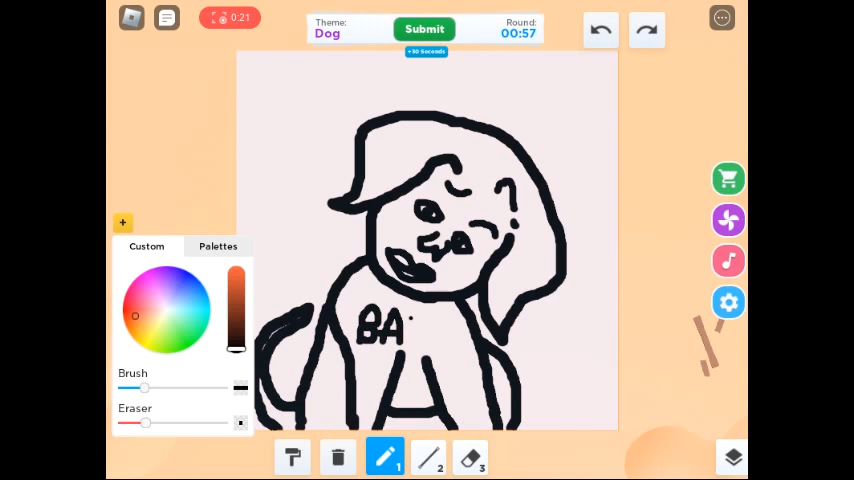 0:21
Theme:
Dog
Submit
Round:
00:57
+30 Seconds
+
Custom
Palettes
Brush
Eraser
BA
1
2
3